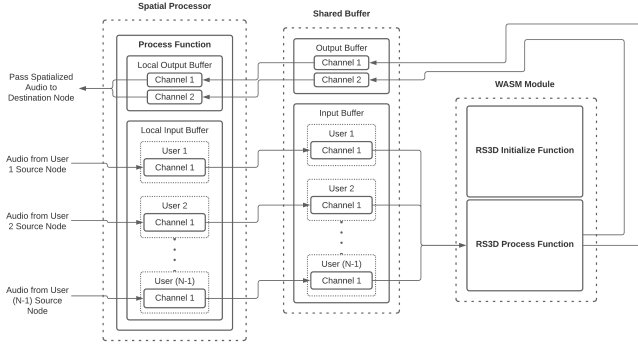 Spatial Processor
Process Function
Local Output Buffer
Channel 1
Channel 2
Pass Spatialized
Audio to
Destination Node
Local Input Buffer
User 1
Channel 1
Audio from User
1 Source Node
User 2
Channel 1
Audio from User
2 Source Node
User (N-1)
Channel 1
Audio from User
(N-1) Source
Node
Shared Buffer
Output Buffer
Channel 1
Channel 2
Input Buffer
User 1
Channel 1
User 2
Channel 1
User (N-1)
Channel 1
WASM Module
RS3D Initialize Function
RS3D Process Function